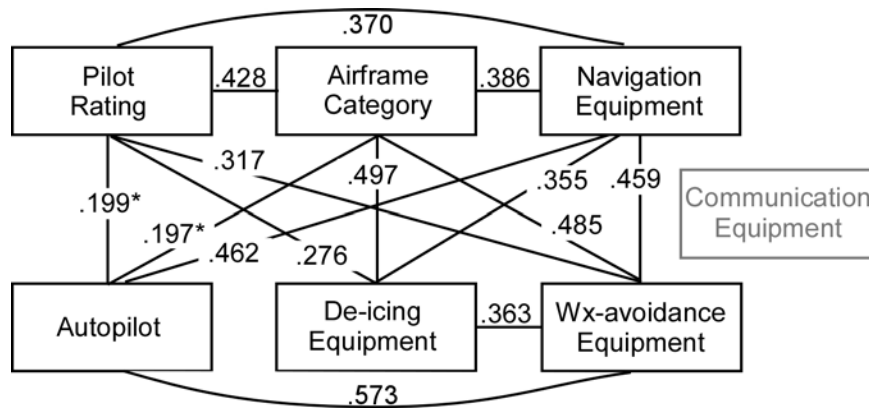 .370
Pilot
Rating
.428
Airframe
Category
.386
Navigation
Equipment
.317
.497
.355
.459
Communication
Equipment
.199*
.197*
.462
.276
.485
Autopilot
De-icing
Equipment
.363
Wx-avoidance
Equipment
.573